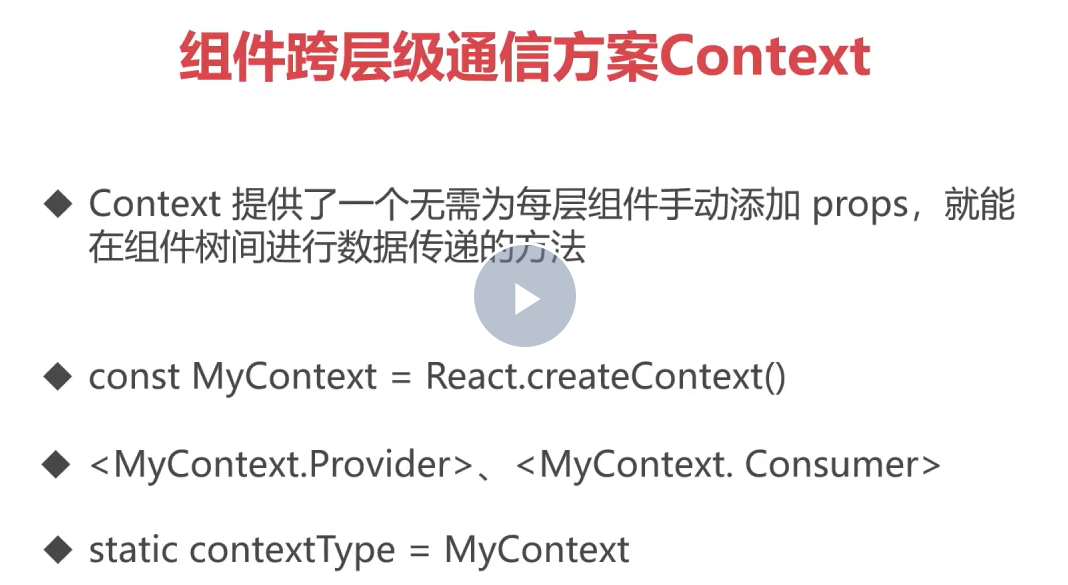 组件跨层级通信方案Context
◆ Context 提供了一个无需为每层组件手动添加 props，就能
在组件树间进行数据传递的方法
◆ const MyContext = React.createContext()
◆ <MyContext.Provider>、<MyContext. Consumer>
◆ static contextType = MyContext